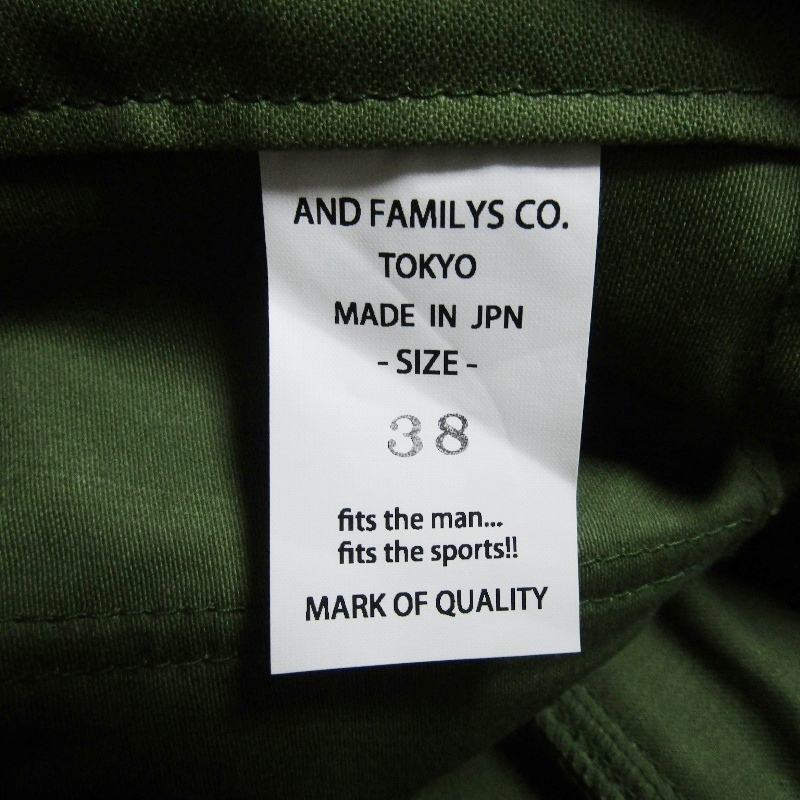 AND FAMILYS CO.
TOKYO
MADE IN JPN
- SIZE -
38
fits the man...
fits the sports!!
MARK OF QUALITY